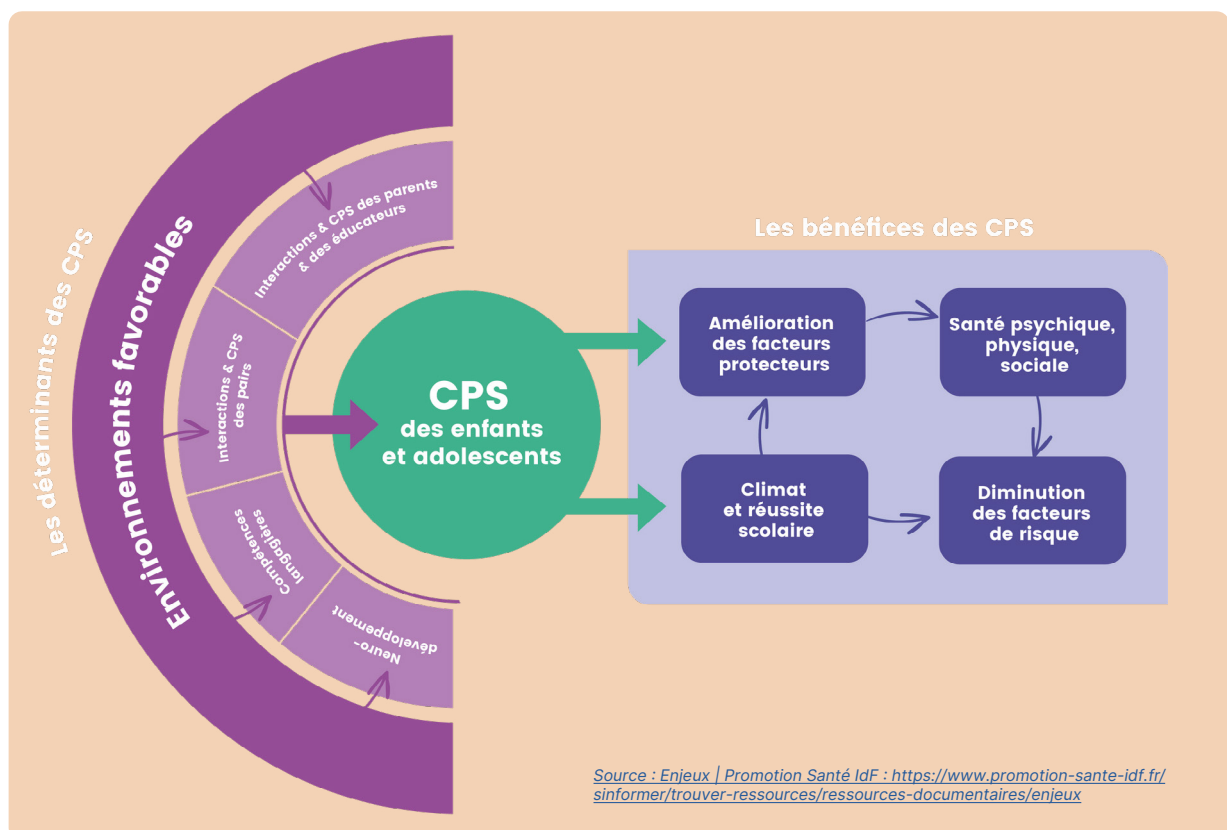 Les déterminants des CPS
Environnements favorables
Interactions & CPS des parents
& des éducateurs
Interactions & CPS
des pairs
Compétences
langagières
Neuro-
développement
CPS
des enfants
et adolescents
Les bénéfices des CPS
Amélioration
des facteurs
protecteurs
Santé psychique,
physique,
sociale
Climat
et réussite
scolaire
Diminution
des facteurs
de risque
Source : Enjeux | Promotion Santé IdF : https://www.promotion-sante-idf.fr/
sinformer/trouver-ressources/ressources-documentaires/enjeux